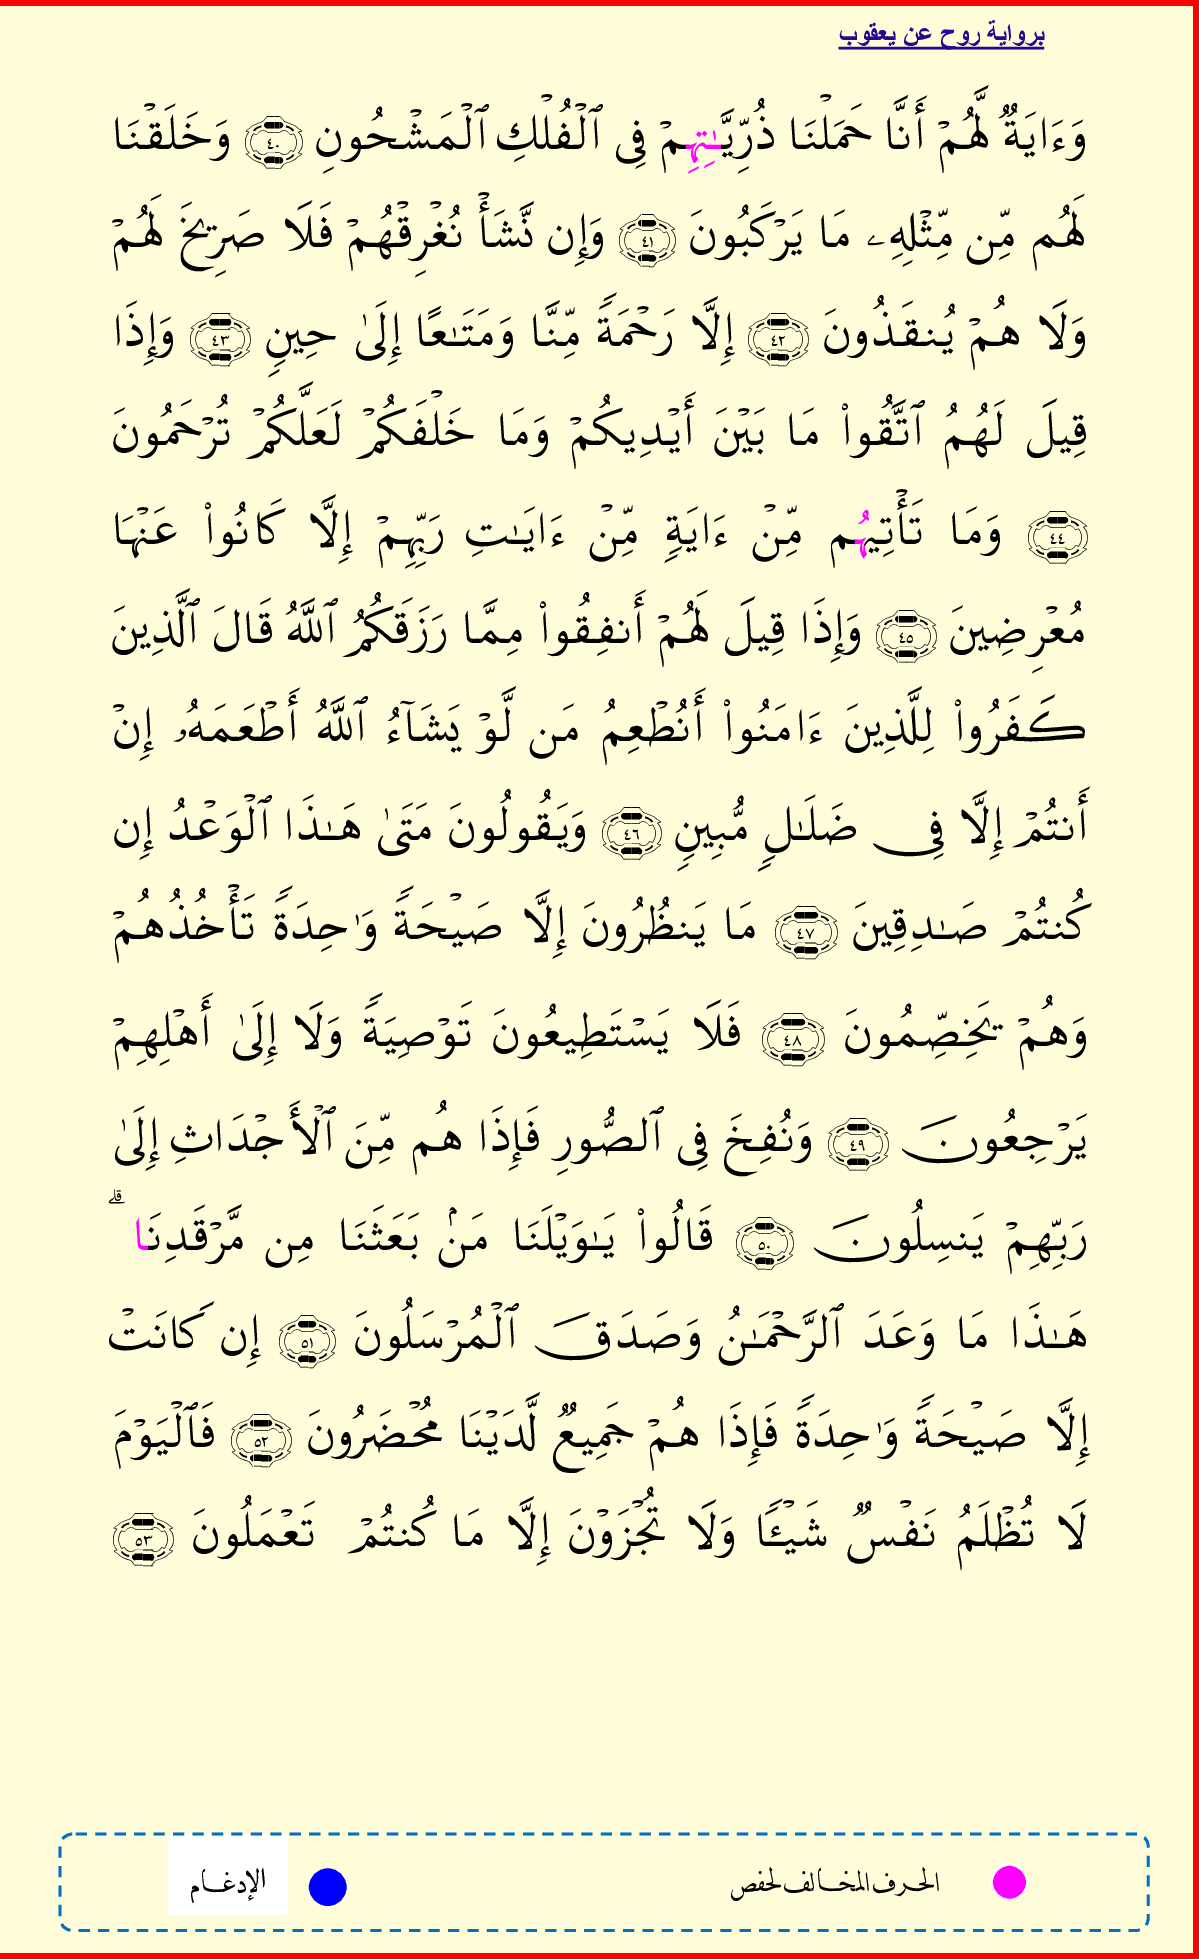 برواية روح عن يعقوب
وَءَايَةٞ لَّهُمۡ أَنَّا حَمَلۡنَا ذُرِّيَّـٰتِهِمۡ فِي ٱلۡفُلۡكِ ٱلۡمَشۡحُونِ ٤٠ وَخَلَقۡنَا
لَهُم مِّن مِّثۡلِهِۦ مَا يَرۡكَبُونَ ٤١ وَإِن نَّشَأۡ نُغۡرِقۡهُمۡ فَلَا صَرِيخَ لَهُمۡ
وَلَا هُمۡ يُنقَذُونَ ٤٢ إِلَّا رَحۡمَةٗ مِّنَّا وَمَتَـٰعًا إِلَىٰ حِينٖ ٤٣ وَإِذَا
قِيلَ لَهُمُ ٱتَّقُواْ مَا بَيۡنَ أَيۡدِيكُمۡ وَمَا خَلۡفَكُمۡ لَعَلَّكُمۡ تُرۡحَمُونَ
٤٤ وَمَا تَأۡتِيهُم مِّنۡ ءَايَةٖ مِّنۡ ءَايَـٰتِ رَبِّهِمۡ إِلَّا كَانُواْ عَنۡهَا
مُعۡرِضِينَ ٤٥ وَإِذَا قِيلَ لَهُمۡ أَنفِقُواْ مِمَّا رَزَقَكُمُ ٱللَّهُ قَالَ ٱلَّذِينَ
كَفَرُواْ لِلَّذِينَ ءَامَنُواْ أَنُطۡعِمُ مَن لَّوۡ يَشَآءُ ٱللَّهُ أَطۡعَمَهُۥ إِنۡ
أَنتُمۡ إِلَّا فِي ضَلَـٰلٖ مُّبِينٖ ٤٦ وَيَقُولُونَ مَتَىٰ هَـٰذَا ٱلۡوَعۡدُ إِن
كُنتُمۡ صَـٰدِقِينَ ٤٧ مَا يَنظُرُونَ إِلَّا صَيۡحَةٗ وَٰحِدَةٗ تَأۡخُذُهُمۡ
وَهُمۡ يَخِصِّمُونَ ٤٨ فَلَا يَسۡتَطِيعُونَ تَوۡصِيَةٗ وَلَا إِلَىٰ أَهۡلِهِمۡ
يَرۡجِعُونَ ٤٩ وَنُفِخَ فِي ٱلصُّورِ فَإِذَا هُم مِّنَ ٱلۡأَجۡدَاثِ إِلَىٰ
رَبِّهِمۡ يَنسِلُونَ ٥٠ قَالُواْ يَـٰوَيۡلَنَا مَنۢ بَعَثَنَا مِن مَّرۡقَدِنَا ۗ
هَـٰذَا مَا وَعَدَ ٱلرَّحۡمَـٰنُ وَصَدَقَ ٱلۡمُرۡسَلُونَ ٥١ إِن كَانَتۡ
إِلَّا صَيۡحَةٗ وَٰحِدَةٗ فَإِذَا هُمۡ جَمِيعٞ لَّدَيۡنَا مُحۡضَرُونَ ٥٢ فَٱلۡيَوۡمَ
لَا تُظۡلَمُ نَفۡسٞ شَيۡـٔٗا وَلَا تُجۡزَوۡنَ إِلَّا مَا كُنتُمۡ تَعۡمَلُونَ ٥٣
الحرف المخالف لحفص
الإدغام